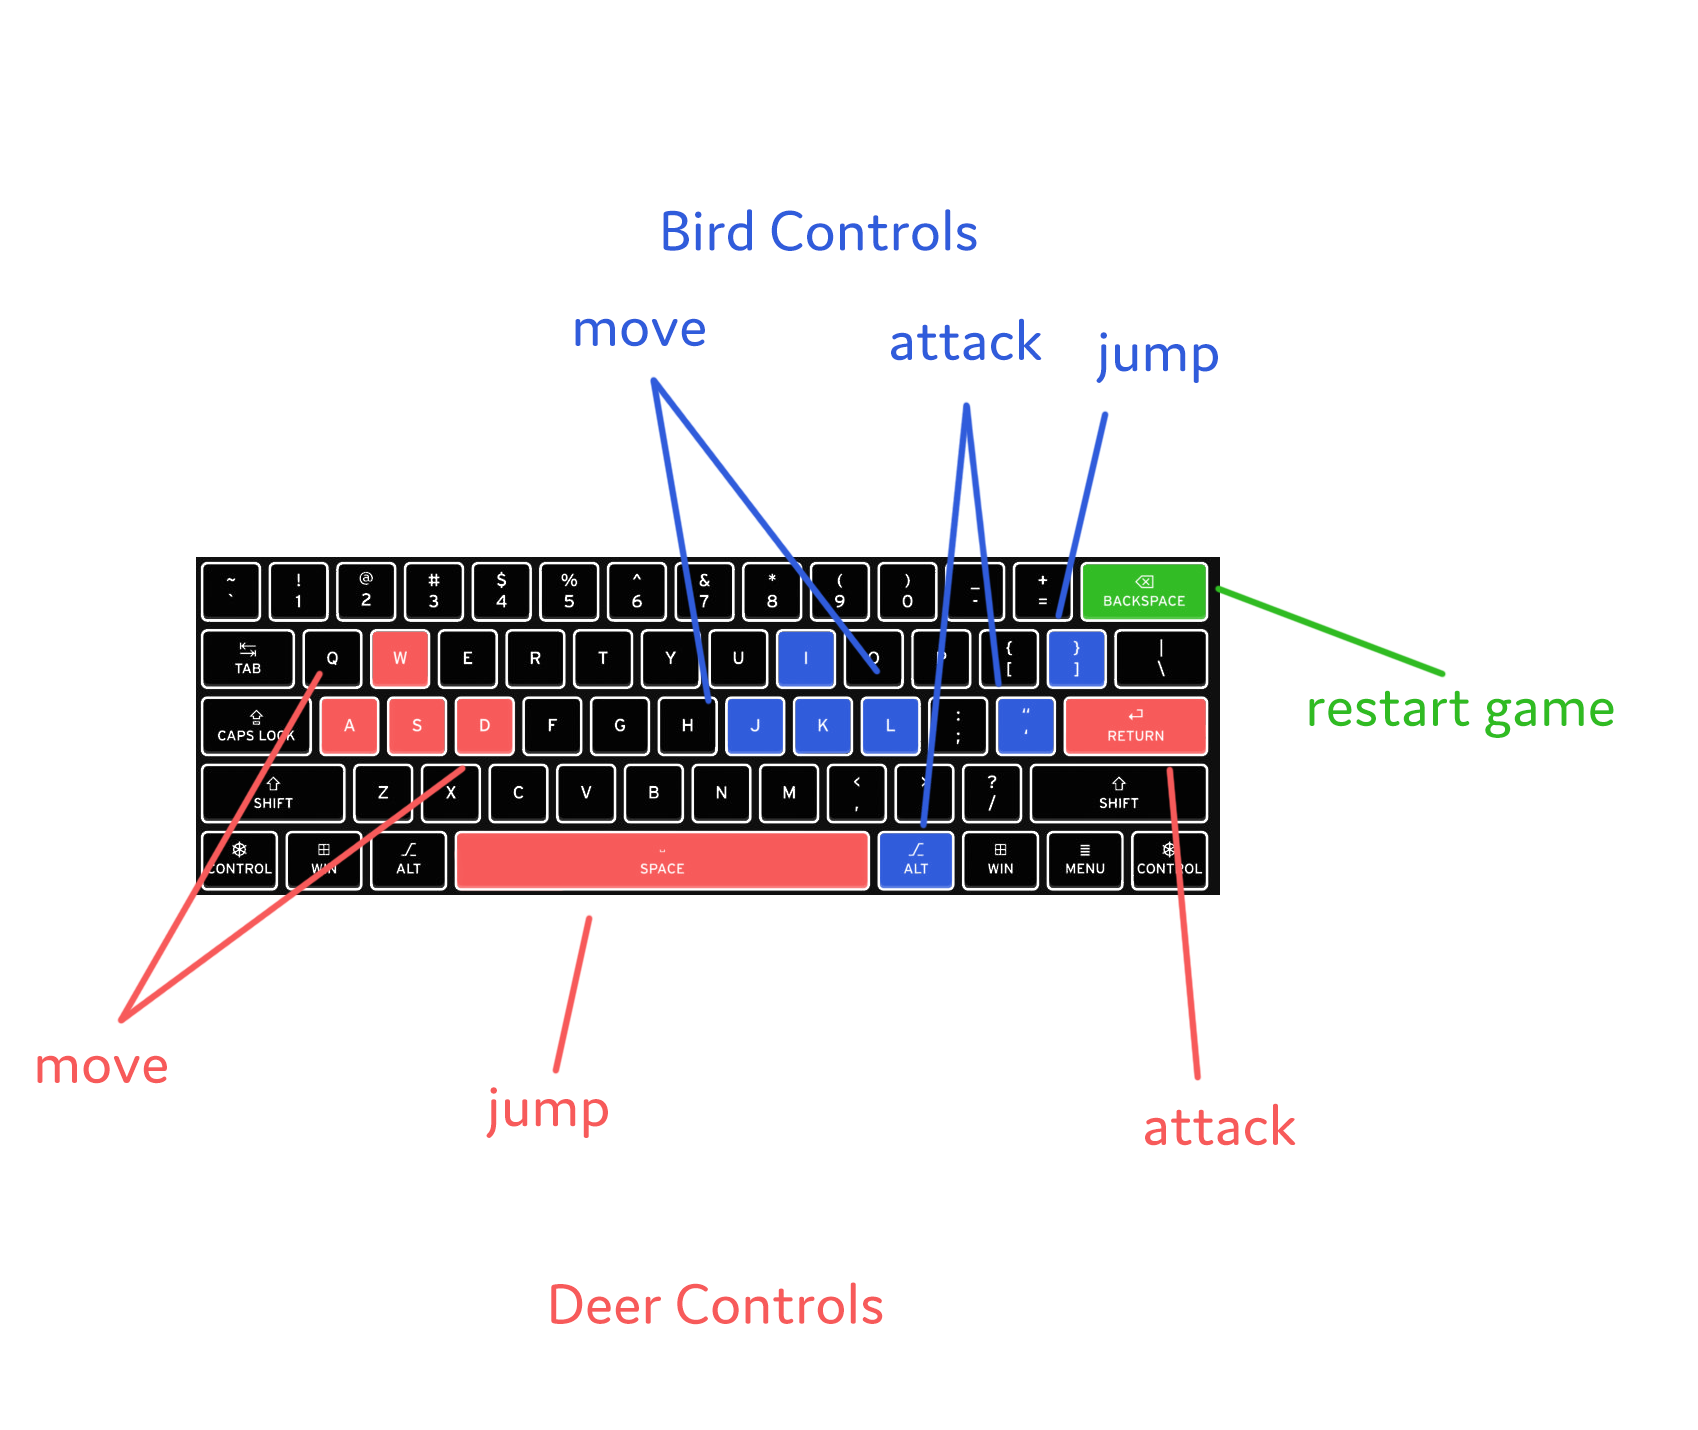 Bird Controls
move
attack
jump
~ ` ! 1 @ 2 # 3 $ 4 % 5 ^ 6 & 7 * 8 ( 9 ) 0 _ - + = BACKSPACE
TAB Q W E R T Y U I O P { [ } ] | \
CAPS LOCK A S D F G H J K L : ; “ ‘ RETURN
SHIFT Z X C V B N M < , > ? / SHIFT
CONTROL WIN ALT SPACE ALT WIN MENU CONTROL
restart game
move
jump
attack
Deer Controls